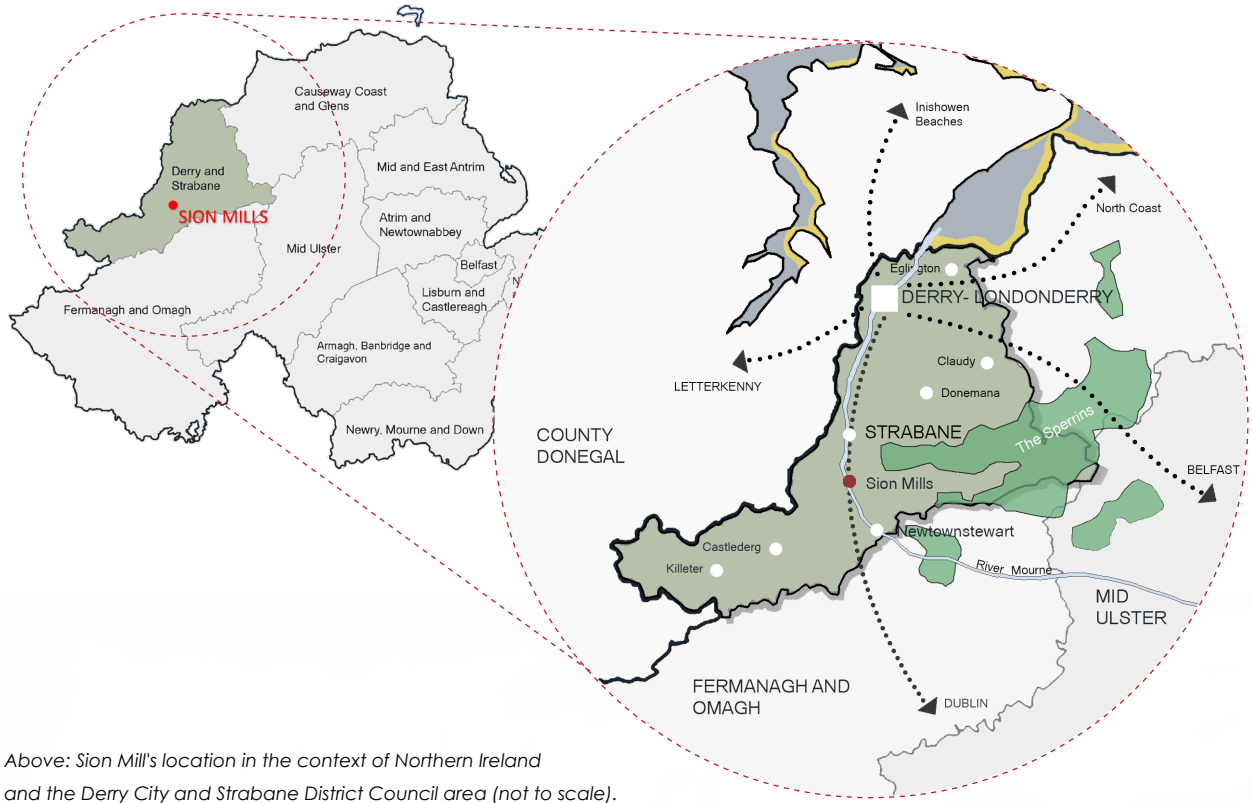 Causeway Coast
and Glens
Derry and
Strabane
SION MILLS
Mid and East Antrim
Atrim and
Newtownabbey
Mid Ulster
Belfast
Lisburn and
Castlereagh
N
Fermanagh and Omagh
Armagh, Banbridge and
Craigavon
Newry, Mourne and Down
Inishowen
Beaches
North Coast
Eglington
DERRY- LONDONDERRY
LETTERKENNY
Claudy
Donemana
The Sperrins
COUNTY
DONEGAL
STRABANE
BELFAST
Sion Mills
Newtownstewart
Castlederg
Killeter
River Mourne
MID
ULSTER
FERMANAGH AND
OMAGH
DUBLIN
Above: Sion Mill's location in the context of Northern Ireland
and the Derry City and Strabane District Council area (not to scale).